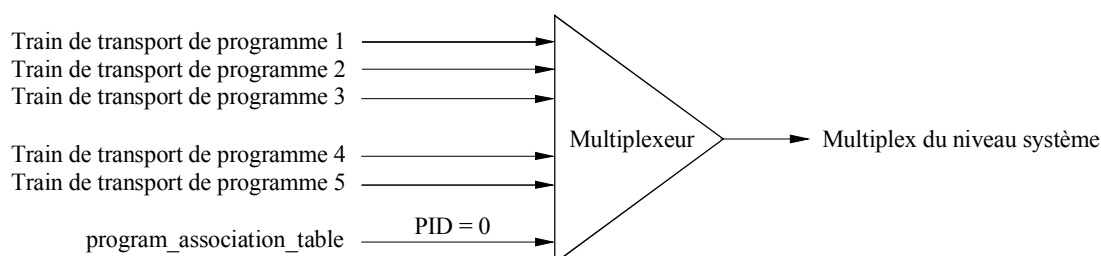 Train de transport de programme 1
Train de transport de programme 2
Train de transport de programme 3
Train de transport de programme 4
Train de transport de programme 5
program_association_table
PID = 0
Multiplexeur
Multiplex du niveau système